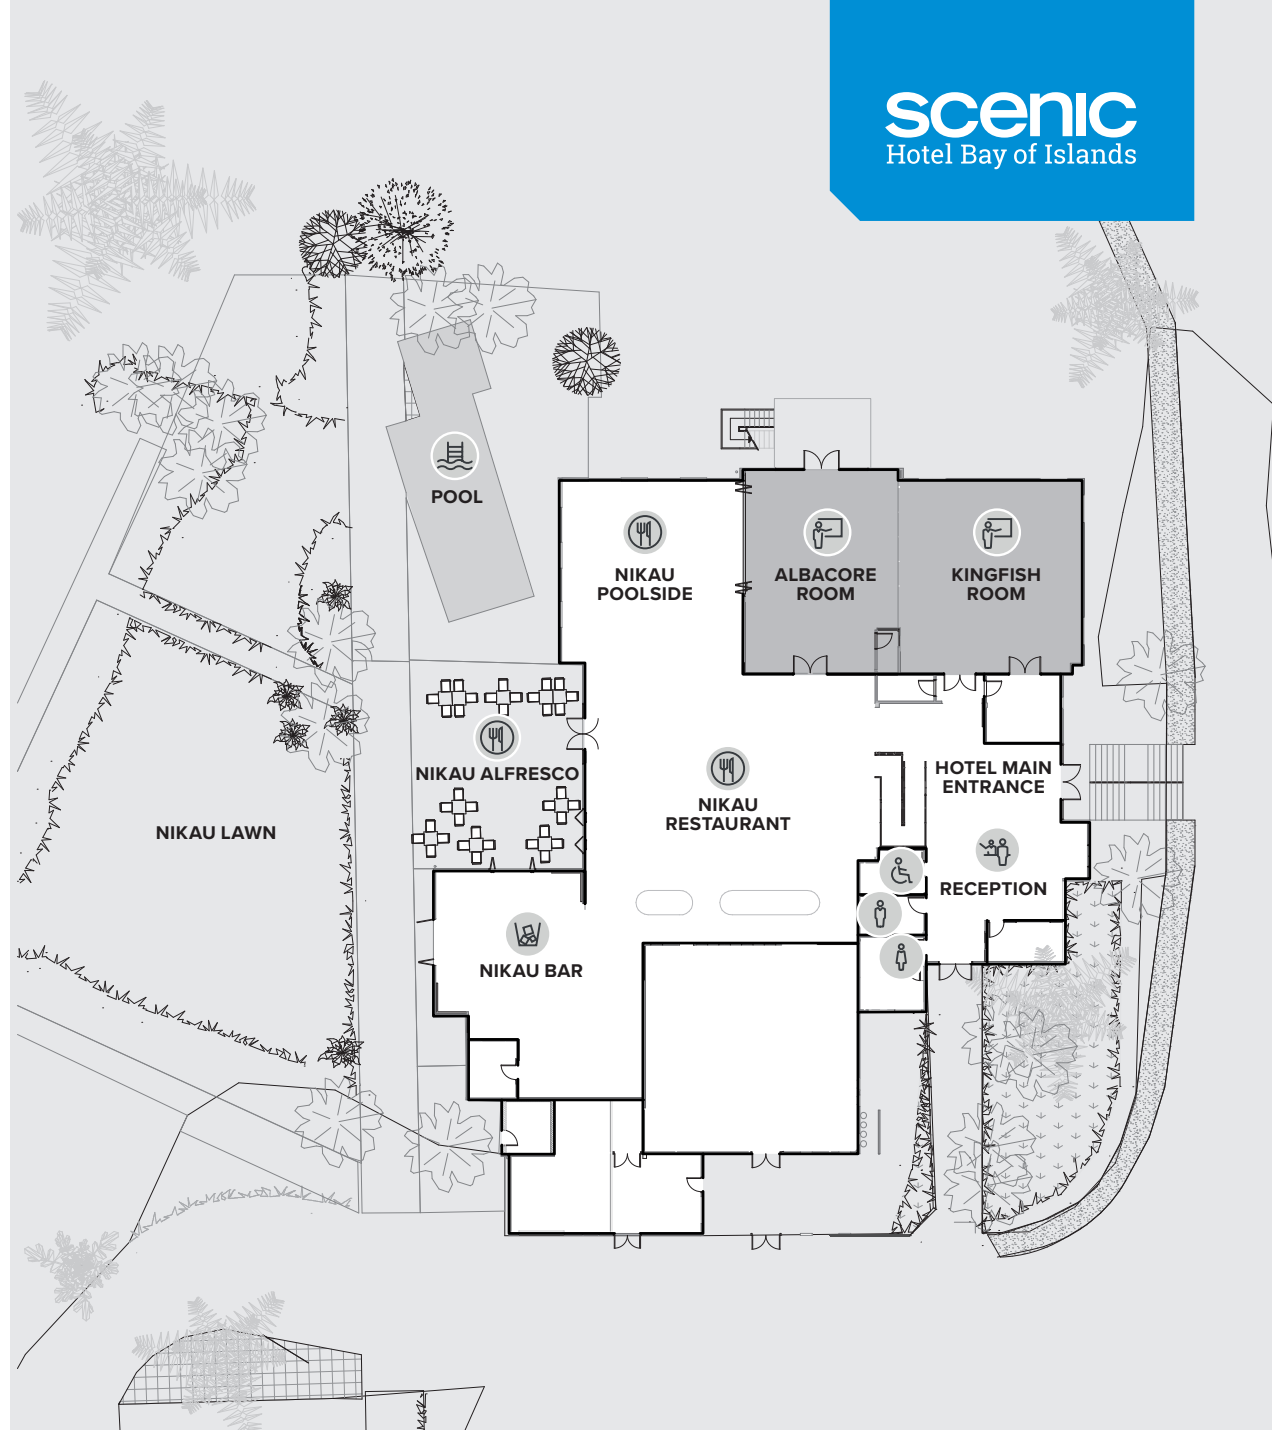 scenic
Hotel Bay of Islands
POOL
NIKAU
POOLSIDE
ALBACORE
ROOM
KINGFISH
ROOM
NIKAU ALFRESCO
NIKAU
RESTAURANT
HOTEL MAIN
ENTRANCE
NIKAU LAWN
RECEPTION
NIKAU BAR